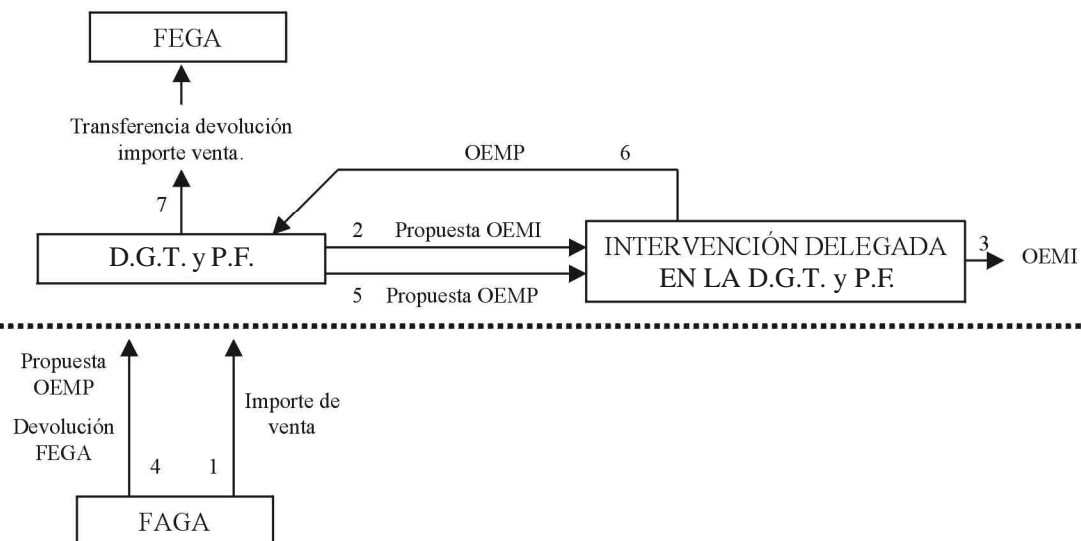 FEGA
Transferencia devolución
importe venta.
7
OEMP 6
D.G.T. y P.F.
2 Propuesta OEMI
5 Propuesta OEMP
INTERVENCIÓN DELEGADA
EN LA D.G.T. y P.F.
3
OEMI
Propuesta
OEMP
Devolución
FEGA
4
Importe de
venta
1
FAGA